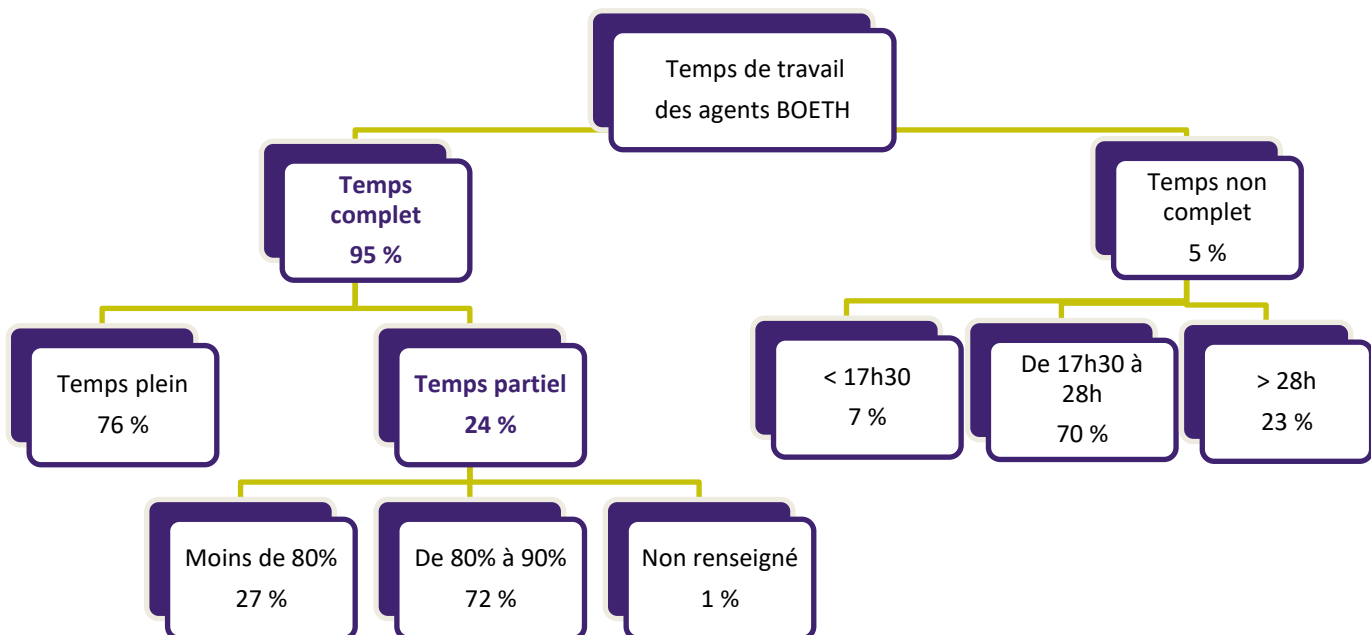 Temps de travail
des agents BOETH
Temps
complet
95 %
Temps non
complet
5 %
Temps plein
76 %
Temps partiel
24 %
< 17h30
7 %
De 17h30 à
28h
70 %
> 28h
23 %
Moins de 80%
27 %
De 80% à 90%
72 %
Non renseigné
1 %